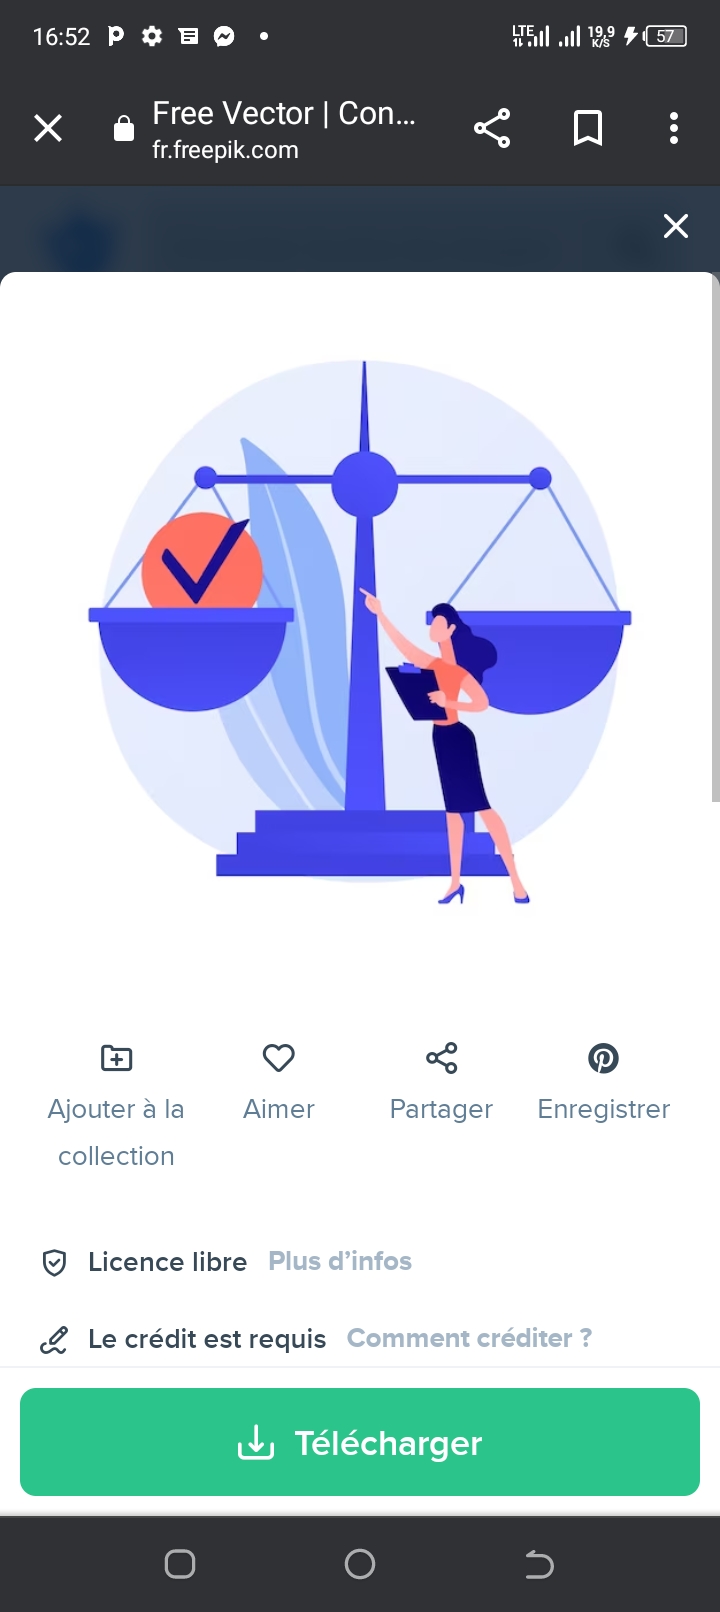 16:52
LTE
19,9
K/S
57
Free Vector | Con...
fr.freepik.com
Ajouter à la
collection
Aimer
Partager
Enregistrer
Licence libre Plus d'infos
Le crédit est requis Comment créditer ?
Télécharger